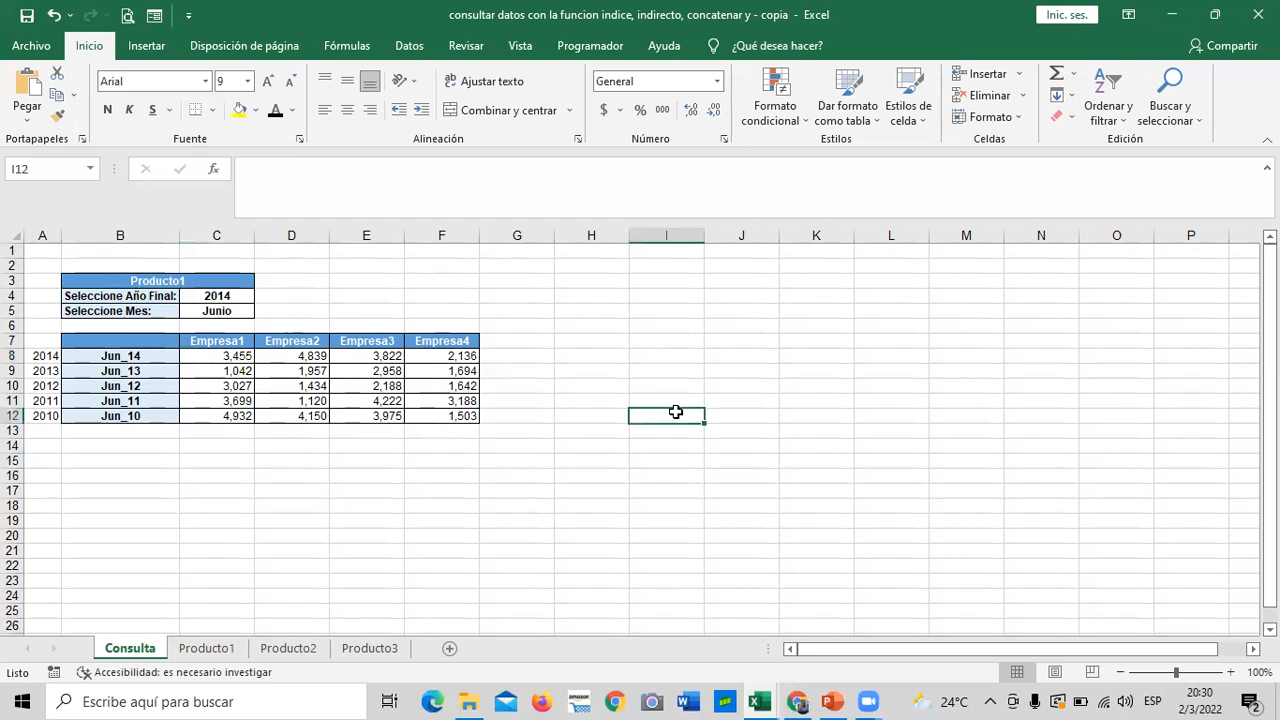 consultar datos con la funcion indice, indirecto, concatenar y - copia - Excel
Inic. ses.
Archivo Inicio Insertar Disposición de página Fórmulas Datos Revisar Vista Programador Ayuda ¿Qué desea hacer? Compartir
Pegar
Arial 9
N K S
Ajustar texto
Combinar y centrar
General
$ % 000
Formato condicional
Dar formato como tabla
Estilos de celda
Insertar
Eliminar
Formato
Ordenar y filtrar
Buscar y seleccionar
Portapapeles Fuente Alineación Número Estilos Celdas Edición
I12
fx
A B C D E F G H I J K L M N O P
1
2
3 Producto1
4 Seleccione Año Final: 2014
5 Seleccione Mes: Junio
6
7 Empresa1 Empresa2 Empresa3 Empresa4
8 2014 Jun_14 3,455 4,839 3,822 2,136
9 2013 Jun_13 1,042 1,957 2,958 1,694
10 2012 Jun_12 3,027 1,434 2,188 1,642
11 2011 Jun_11 3,699 1,120 4,222 3,188
12 2010 Jun_10 4,932 4,150 3,975 1,503
13
14
15
16
17
18
19
20
21
22
23
24
25
26
Consulta Producto1 Producto2 Producto3
Listo Accesibilidad: es necesario investigar 100%
Escribe aquí para buscar
24°C
ESP
20:30
2/3/2022
2